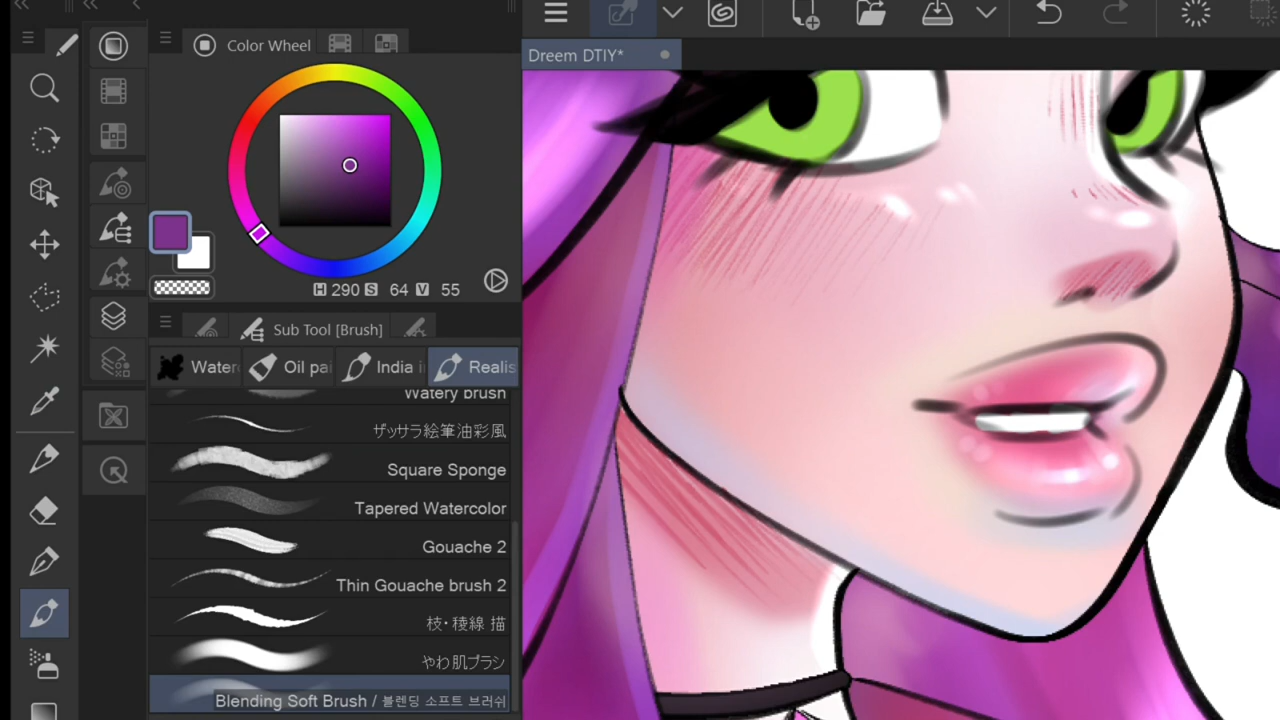 Color Wheel
Dreem DTIY*
H 290 S 64 V 55
Sub Tool [Brush]
Water
Oil pai
India i
Realis
Watery brush
ザッサラ絵筆油彩風
Square Sponge
Tapered Watercolor
Gouache 2
Thin Gouache brush 2
枝・稜線 描
やわ肌ブラシ
Blending Soft Brush / 블렌딩 소프트 브러쉬